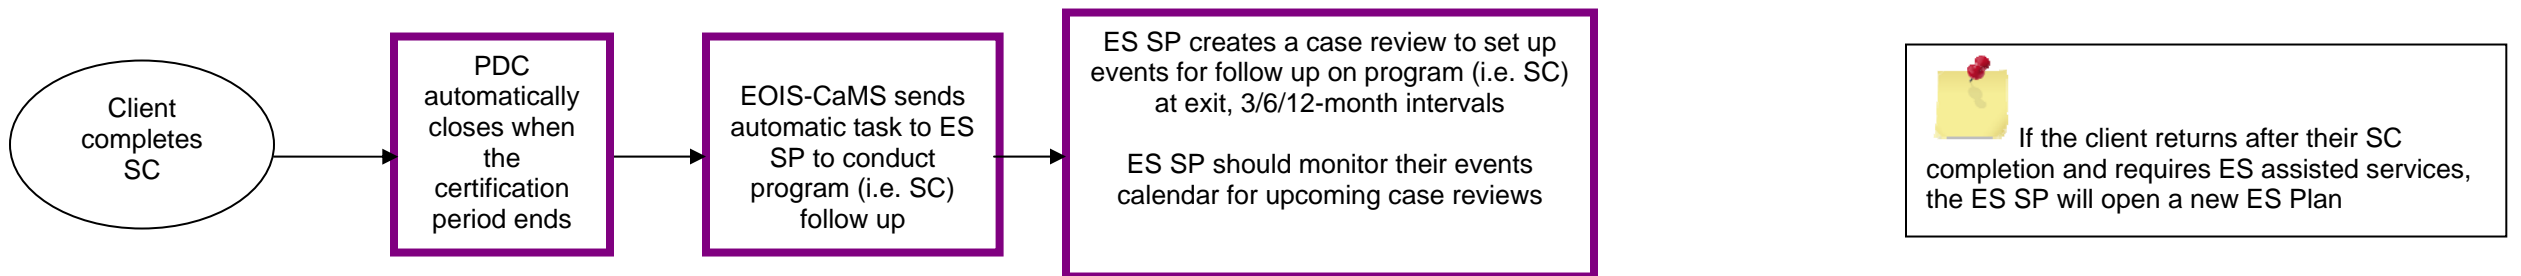 Client
completes
SC
PDC
automatically
closes when
the
certification
period ends
EOIS-CaMS sends
automatic task to ES
SP to conduct
program (i.e. SC)
follow up
ES SP creates a case review to set up
events for follow up on program (i.e. SC)
at exit, 3/6/12-month intervals
ES SP should monitor their events
calendar for upcoming case reviews
If the client returns after their SC
completion and requires ES assisted services,
the ES SP will open a new ES Plan